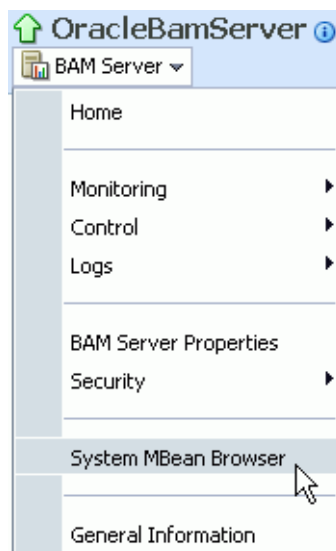 OracleBamServer
BAM Server
Home
Monitoring
Control
Logs
BAM Server Properties
Security
System MBean Browser
General Information